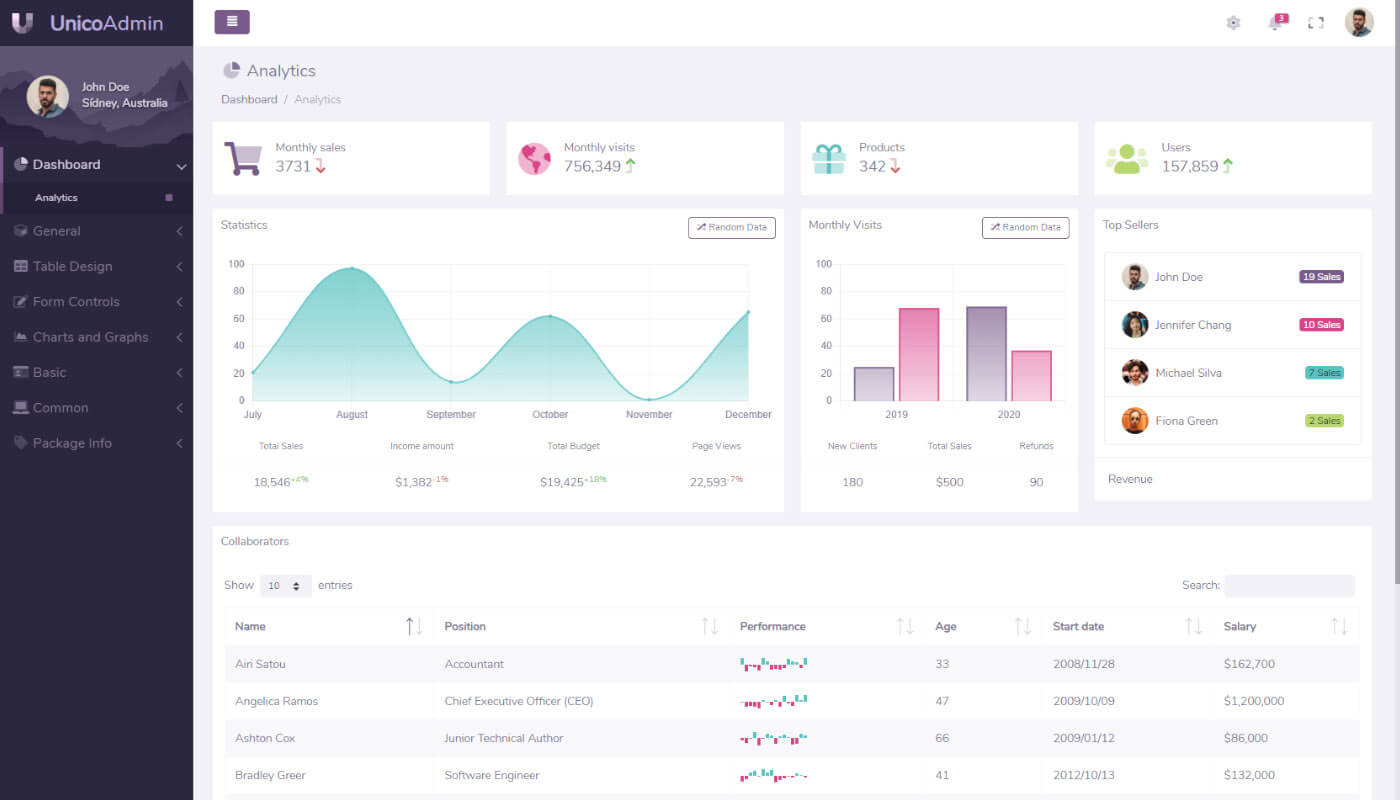 UnicoAdmin
3
John Doe
Sídney, Australia
Dashboard
Analytics
General
Table Design
Form Controls
Charts and Graphs
Basic
Common
Package Info
Analytics
Dashboard / Analytics
Monthly sales
3731
Monthly visits
756,349
Products
342
Users
157,859
Statistics
Random Data
100
80
60
40
20
0
July August September October November December
Total Sales Income amount Total Budget Page Views
18,546+4% $1,382-1% $19,425+18% 22,593-7%
Monthly Visits
Random Data
100
80
60
40
20
0
2019 2020
New Clients Total Sales Refunds
180 $500 90
Top Sellers
John Doe 19 Sales
Jennifer Chang 10 Sales
Michael Silva 7 Sales
Fiona Green 2 Sales
Revenue
Collaborators
Show 10 entries Search:
Name Position Performance Age Start date Salary
Airi Satou Accountant 33 2008/11/28 $162,700
Angelica Ramos Chief Executive Officer (CEO) 47 2009/10/09 $1,200,000
Ashton Cox Junior Technical Author 66 2009/01/12 $86,000
Bradley Greer Software Engineer 41 2012/10/13 $132,000